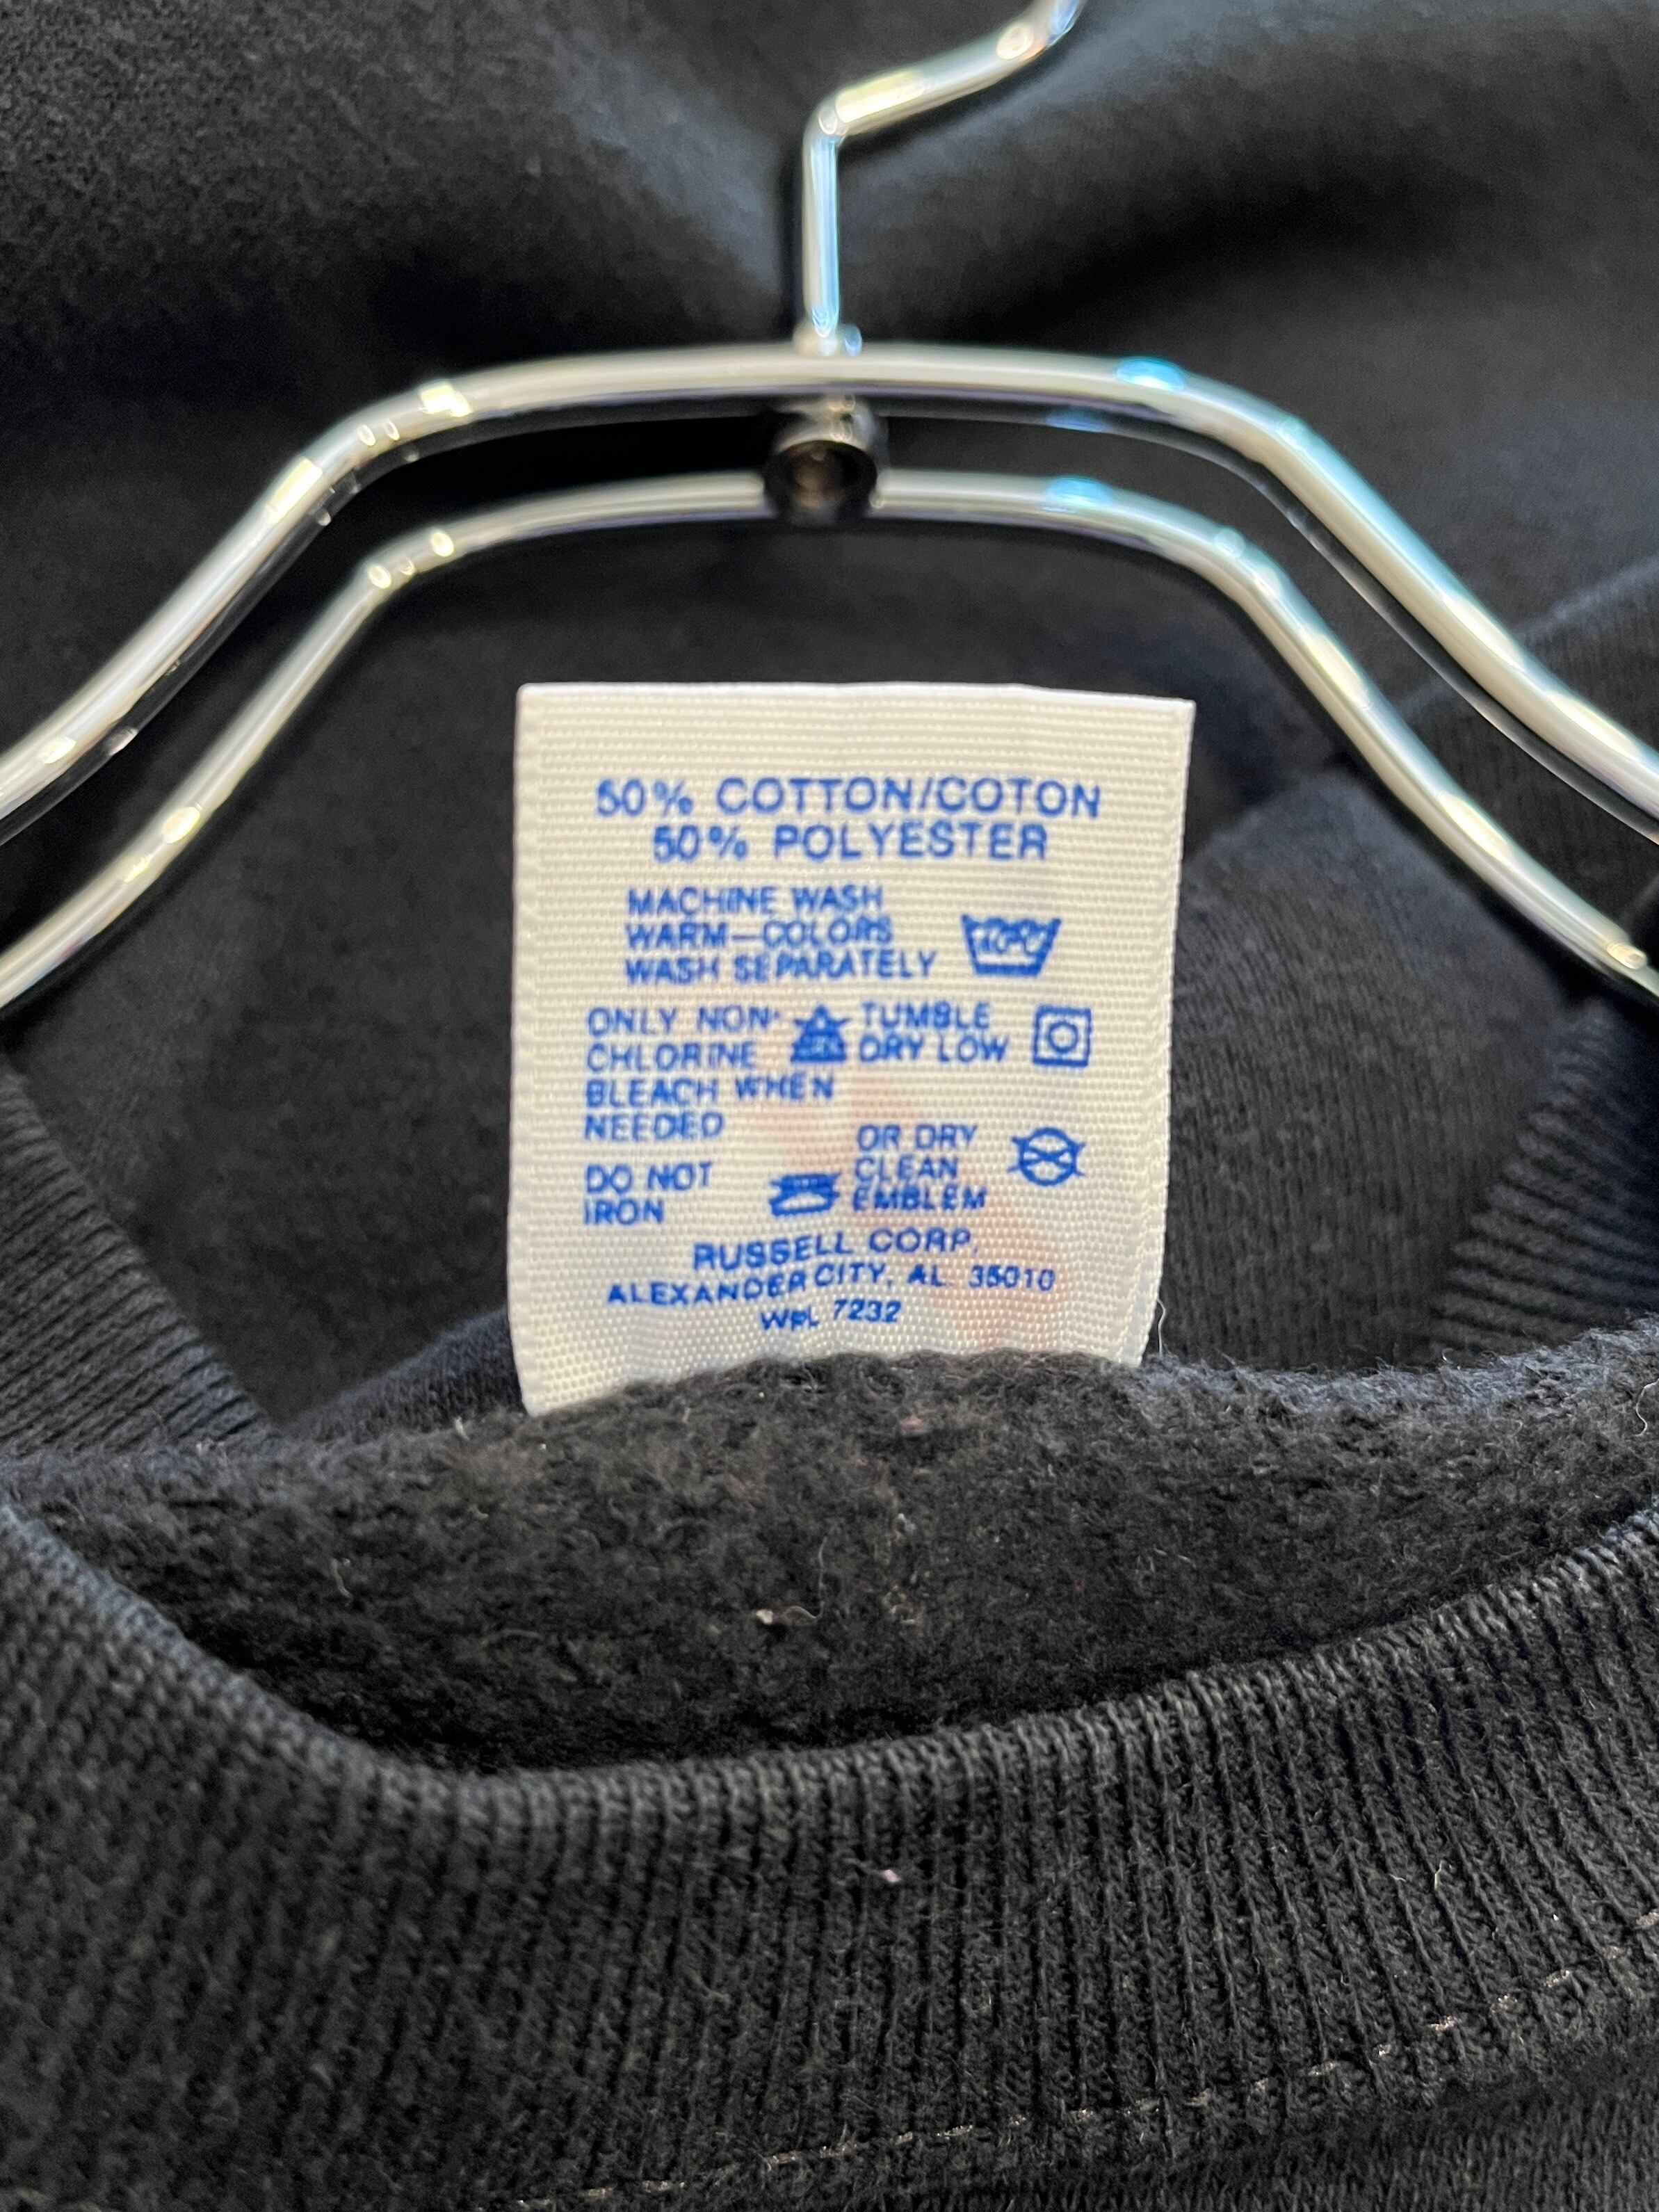 50% COTTON/COTON
50% POLYESTER
MACHINE WASH
WARM—COLORS
WASH SEPARATELY
40°C
ONLY NON-
CHLORINE
BLEACH WHEN
NEEDED
TUMBLE
DRY LOW
DO NOT
IRON
OR DRY
CLEAN
EMBLEM
RUSSELL CORP.
ALEXANDER CITY, AL 35010
WPL 7232